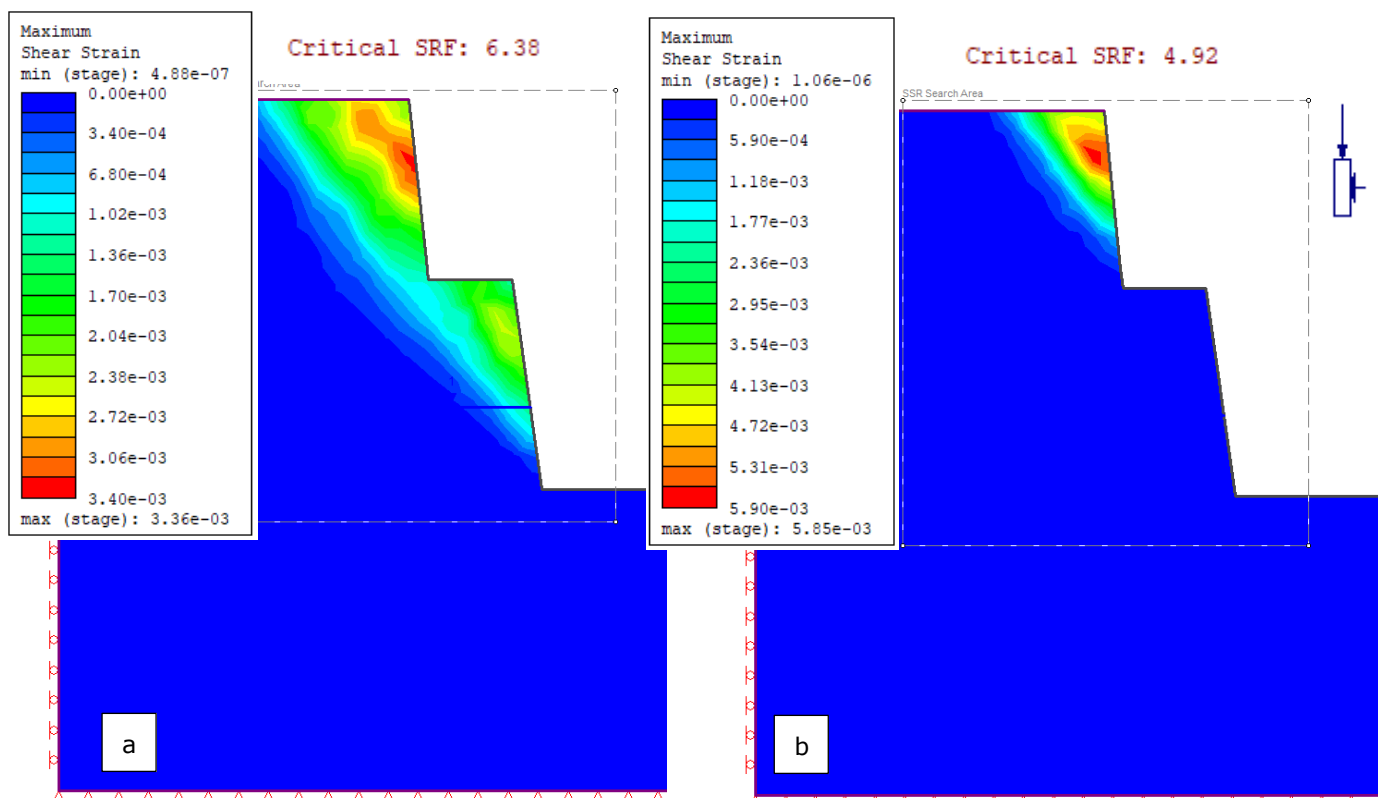 Maximum
Shear Strain
min (stage): 4.88e-07
0.00e+00
3.40e-04
6.80e-04
1.02e-03
1.36e-03
1.70e-03
2.04e-03
2.38e-03
2.72e-03
3.06e-03
3.40e-03
max (stage): 3.36e-03
Critical SRF: 6.38
Area
1
a
Maximum
Shear Strain
min (stage): 1.06e-06
0.00e+00
5.90e-04
1.18e-03
1.77e-03
2.36e-03
2.95e-03
3.54e-03
4.13e-03
4.72e-03
5.31e-03
5.90e-03
max (stage): 5.85e-03
Critical SRF: 4.92
SSR Search Area
b